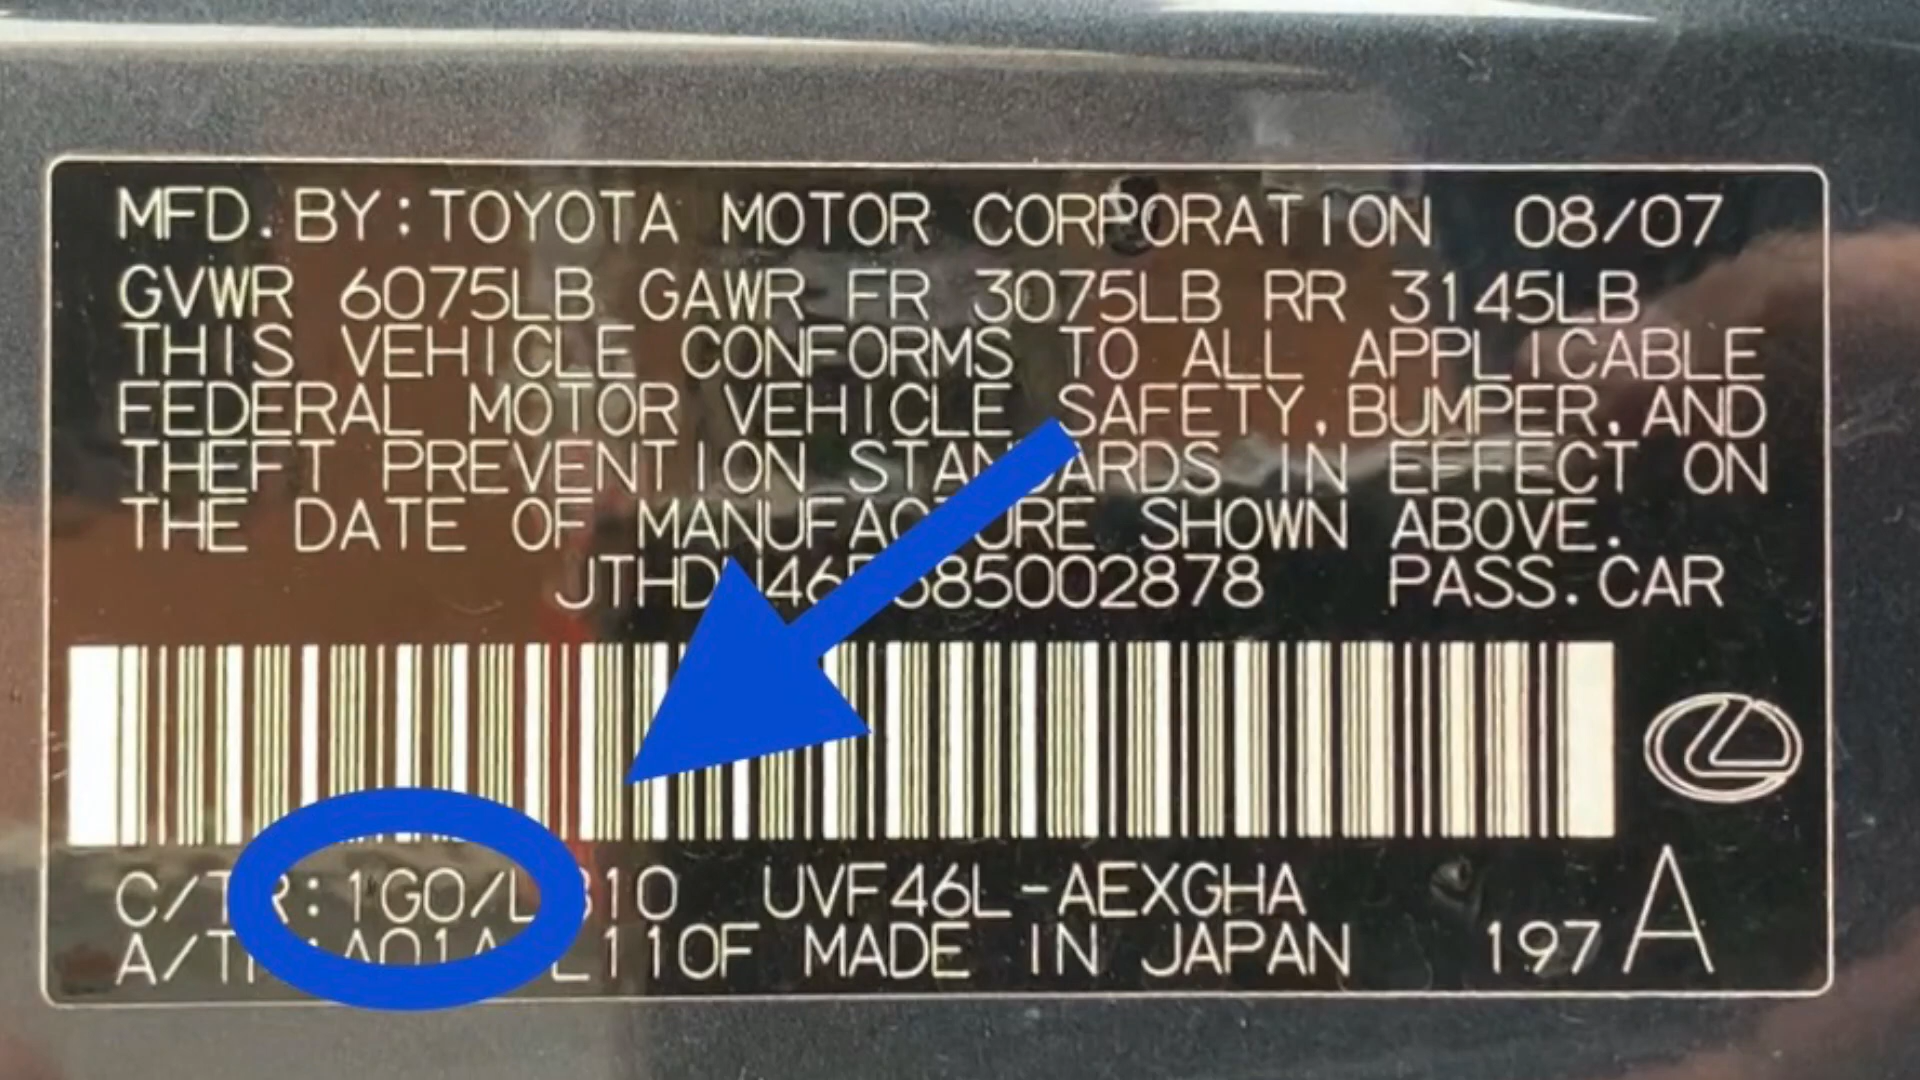 MFD.BY:TOYOTA MOTOR CORPORATION 08/07
GVWR 6075LB GAWR FR 3075LB RR 3145LB
THIS VEHICLE CONFORMS TO ALL APPLICABLE
FEDERAL MOTOR VEHICLE SAFETY,BUMPER,AND
THEFT PREVENTION STANDARDS IN EFFECT ON
THE DATE OF MANUFACTURE SHOWN ABOVE.
PASS.CAR
C/TR:1G0/ UVF46L-AEXGHA
MADE IN JAPAN 197 A